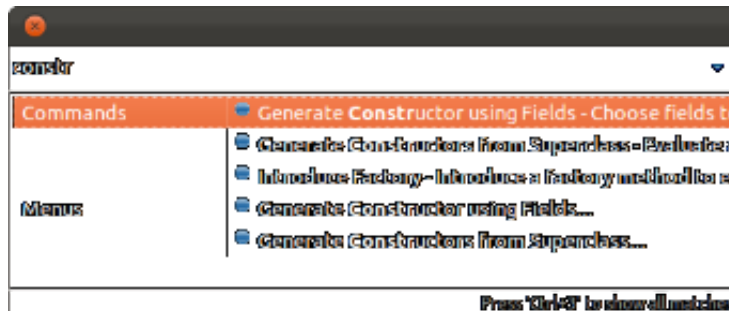 constr
Commands
Generate Constructor using Fields - Choose fields t
Generate Constructors from Superclass - Evaluate
Introduce Factory - Introduce a factory method to
Menus
Generate Constructor using Fields...
Generate Constructors from Superclass...
Press 'Ctrl+3' to show all matches